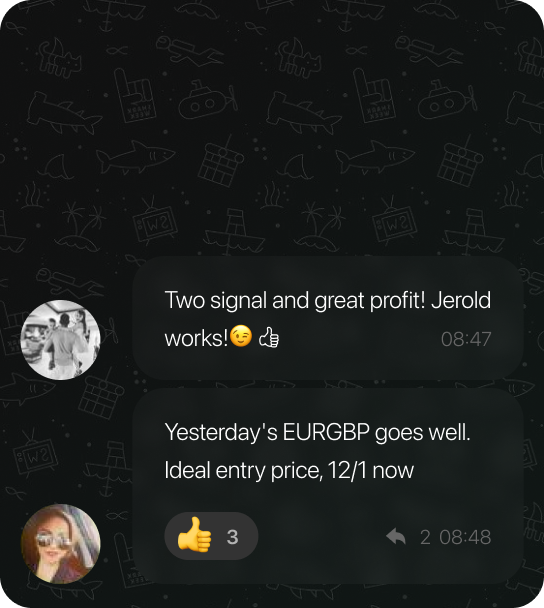 Two signal and great profit! Jerold
works!😉 👍
08:47
Yesterday's EURGBP goes well.
Ideal entry price, 12/1 now
👍 3
2 08:48